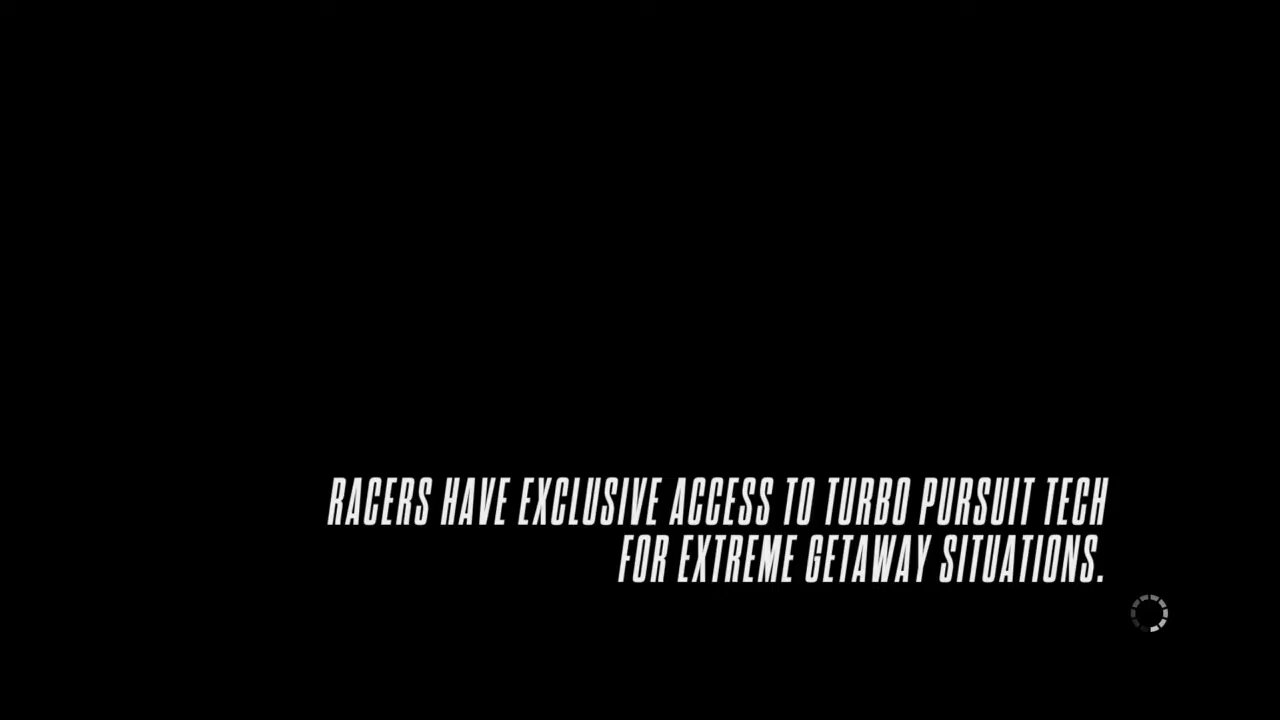 RACERS HAVE EXCLUSIVE ACCESS TO TURBO PURSUIT TECH
FOR EXTREME GETAWAY SITUATIONS.